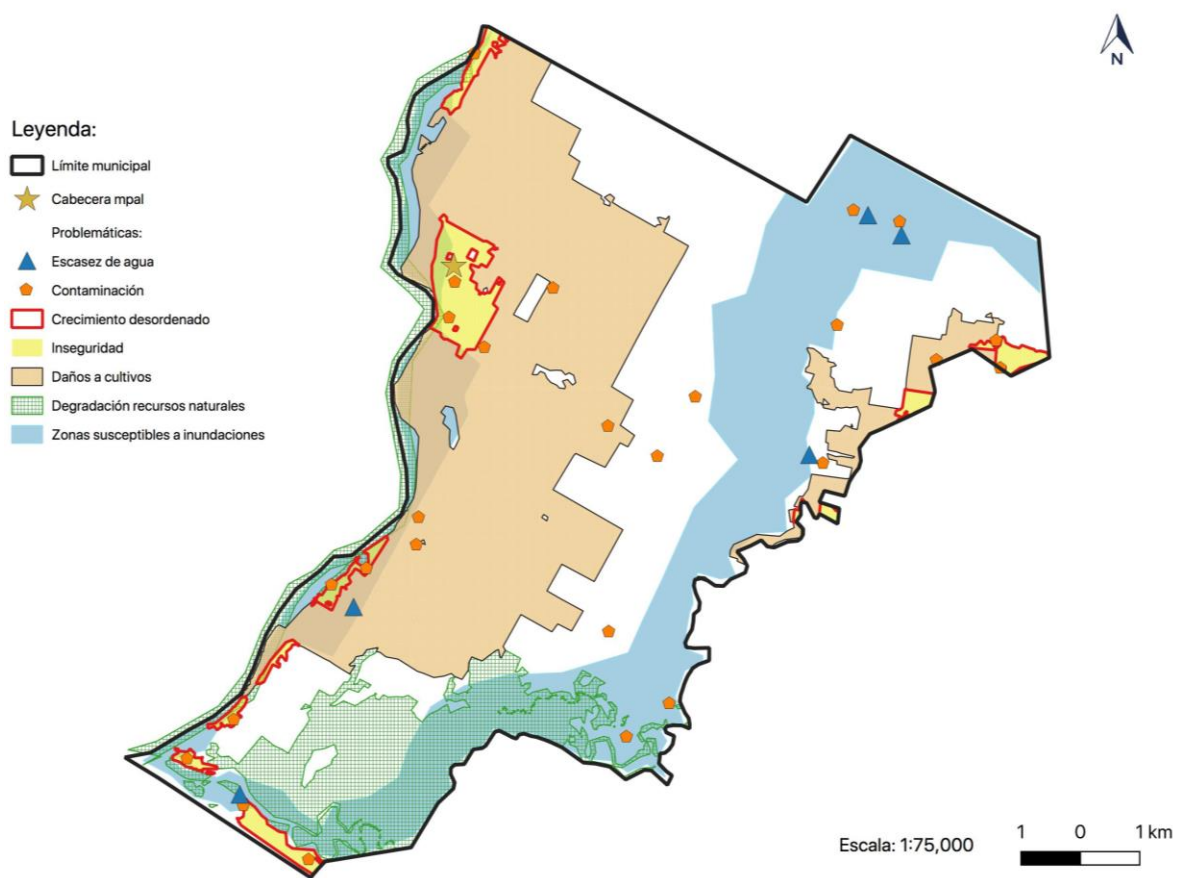 N
Leyenda:
Límite municipal
Cabecera mpal
Problemáticas:
Escasez de agua
Contaminación
Crecimiento desordenado
Inseguridad
Daños a cultivos
Degradación recursos naturales
Zonas susceptibles a inundaciones
Escala: 1:75,000
1 0 1 km